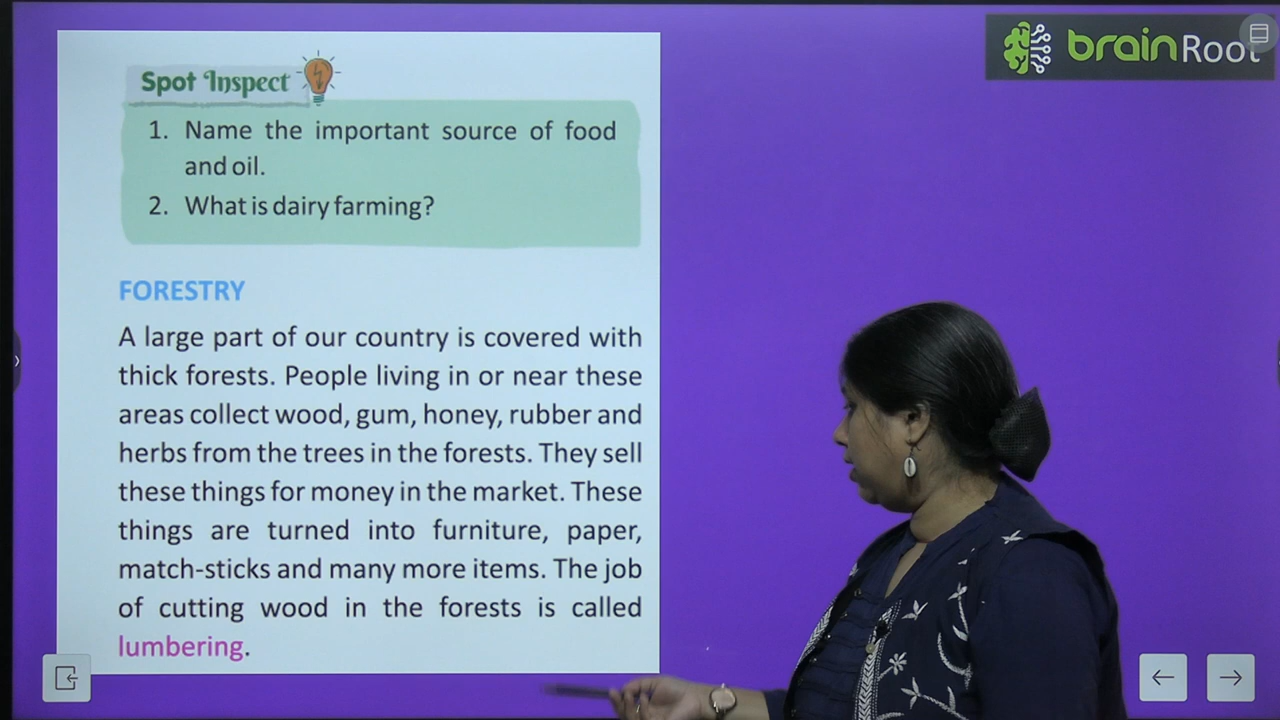 brainRoot
Spot Inspect
1. Name the important source of food
and oil.
2. What is dairy farming?
FORESTRY
A large part of our country is covered with
thick forests. People living in or near these
areas collect wood, gum, honey, rubber and
herbs from the trees in the forests. They sell
these things for money in the market. These
things are turned into furniture, paper,
match-sticks and many more items. The job
of cutting wood in the forests is called
lumbering.